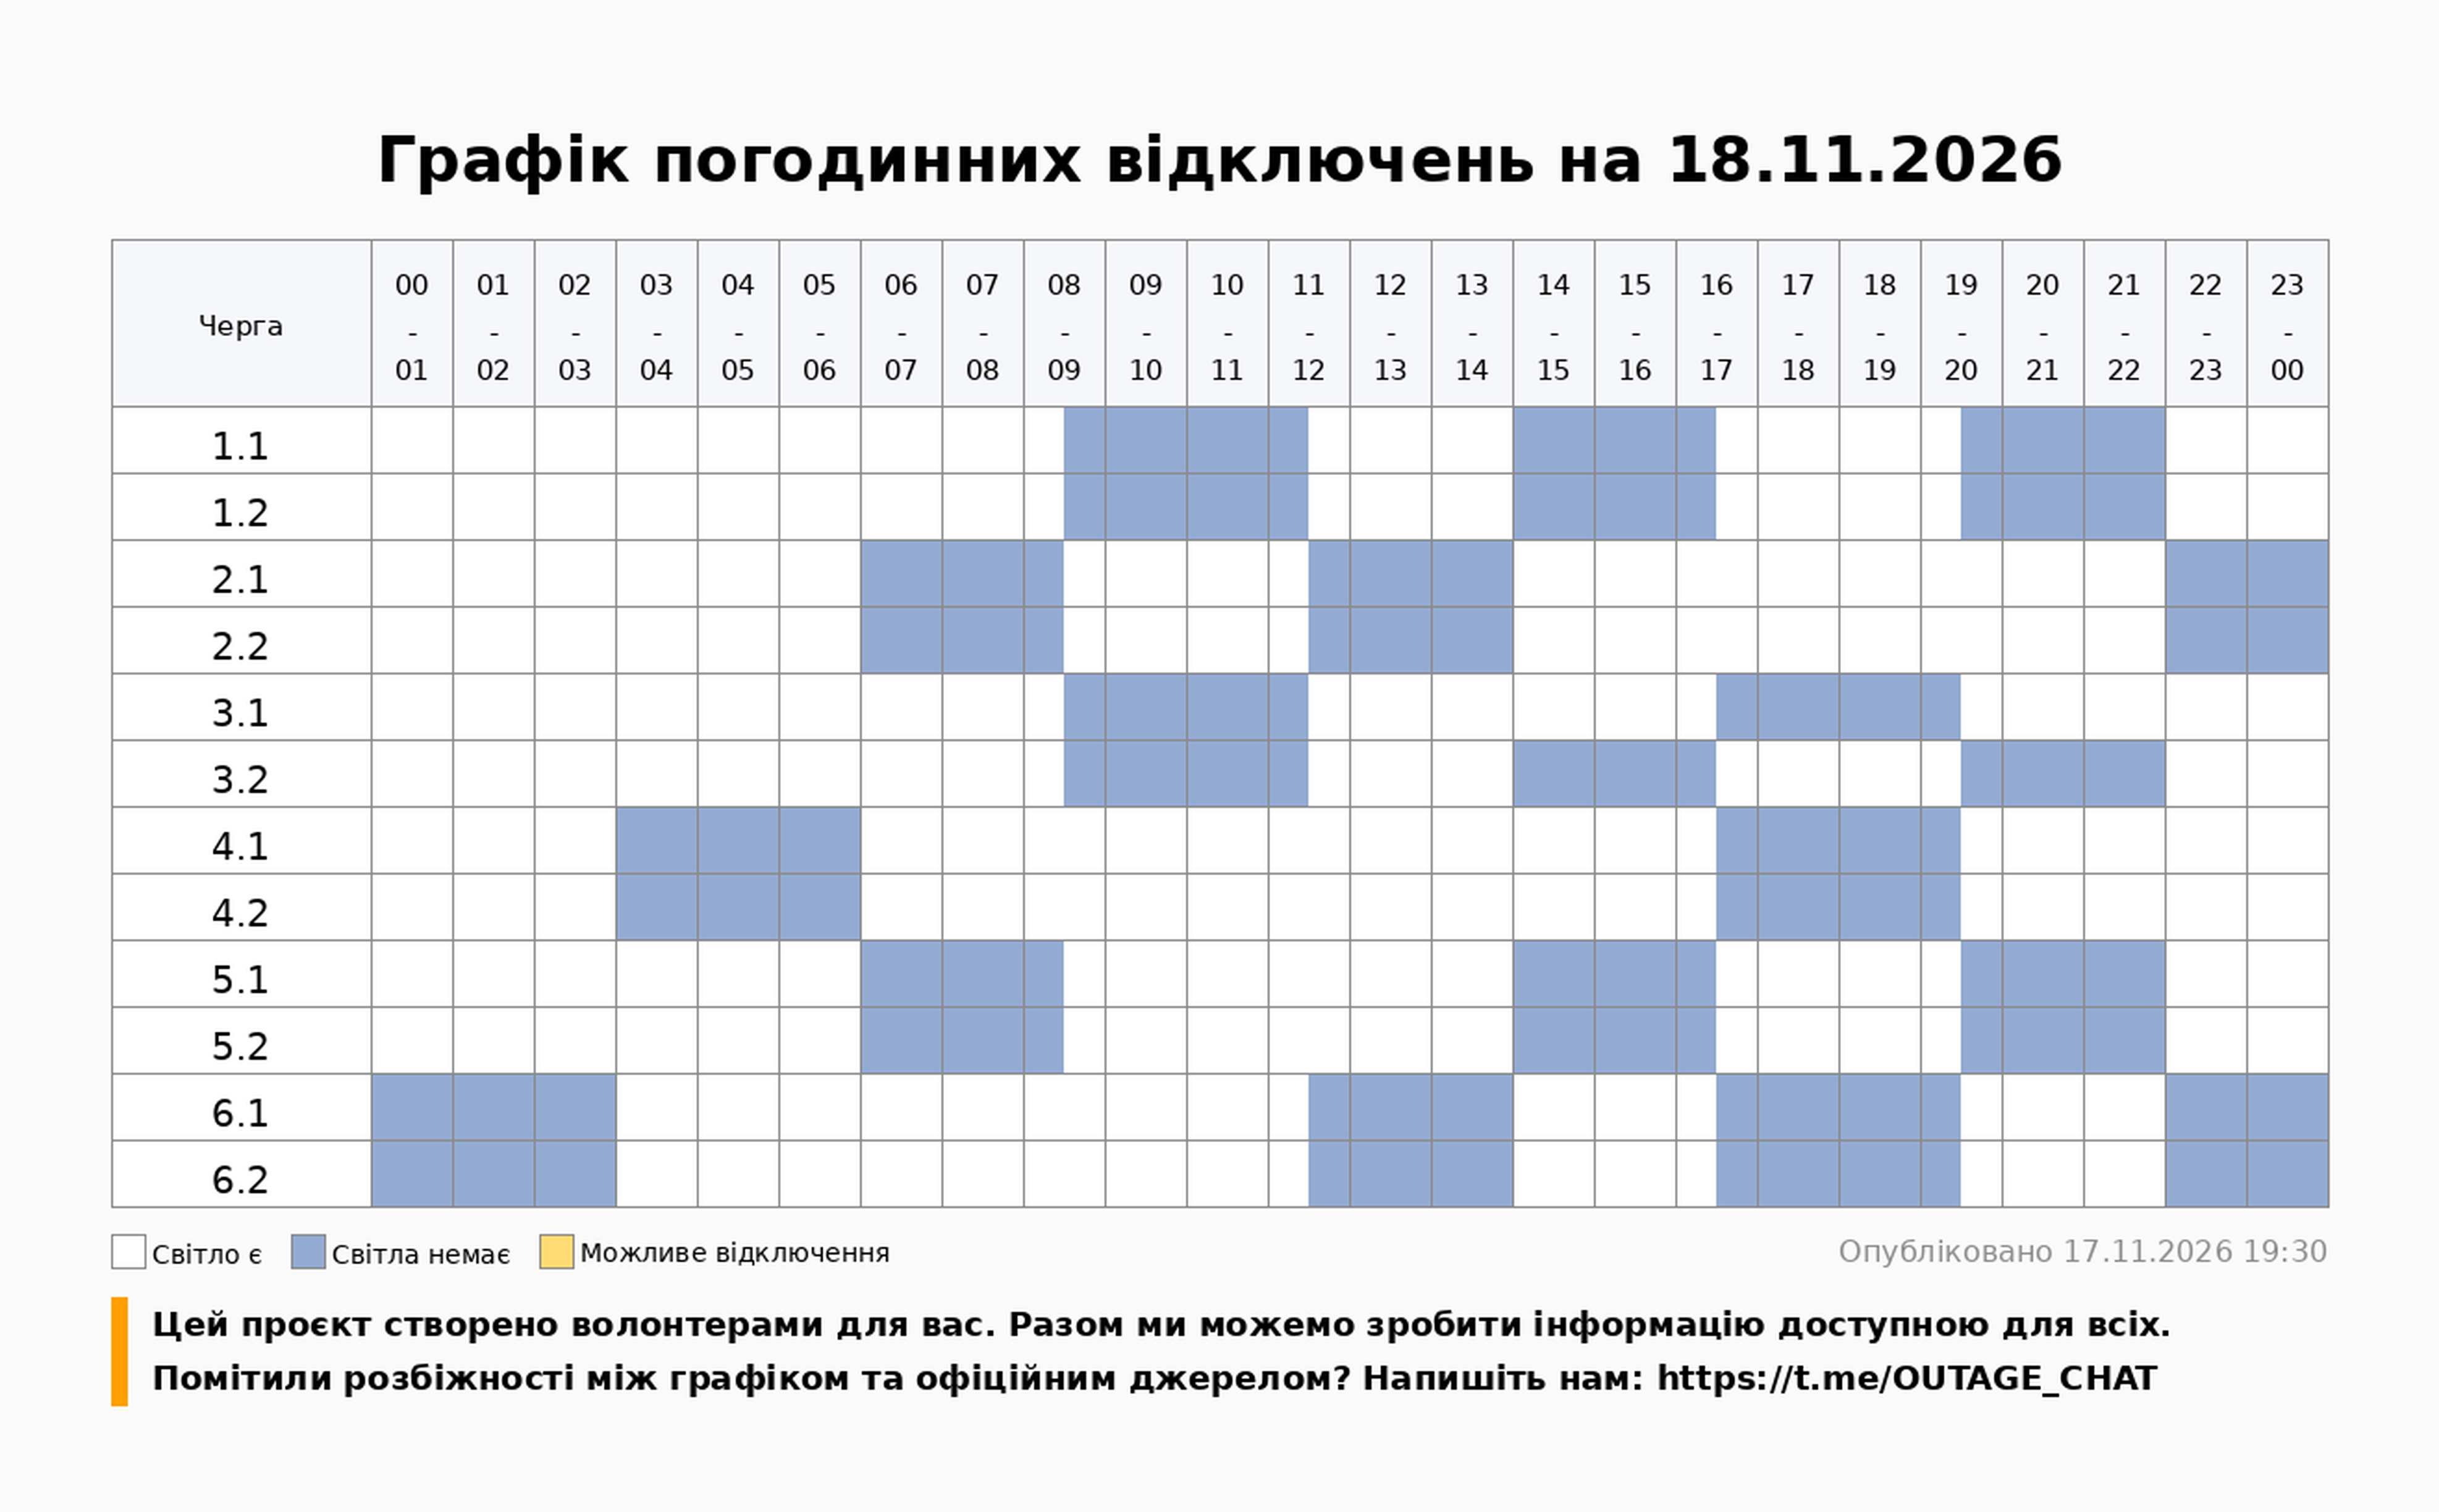 Графік погодинних відключень на 18.11.2026
Черга
00 - 01
01 - 02
02 - 03
03 - 04
04 - 05
05 - 06
06 - 07
07 - 08
08 - 09
09 - 10
10 - 11
11 - 12
12 - 13
13 - 14
14 - 15
15 - 16
16 - 17
17 - 18
18 - 19
19 - 20
20 - 21
21 - 22
22 - 23
23 - 00
1.1
1.2
2.1
2.2
3.1
3.2
4.1
4.2
5.1
5.2
6.1
6.2
Світло є
Світла немає
Можливе відключення
Опубліковано 17.11.2026 19:30
Цей проєкт створено волонтерами для вас. Разом ми можемо зробити інформацію доступною для всіх.
Помітили розбіжності між графіком та офіційним джерелом? Напишіть нам: https://t.me/OUTAGE_CHAT